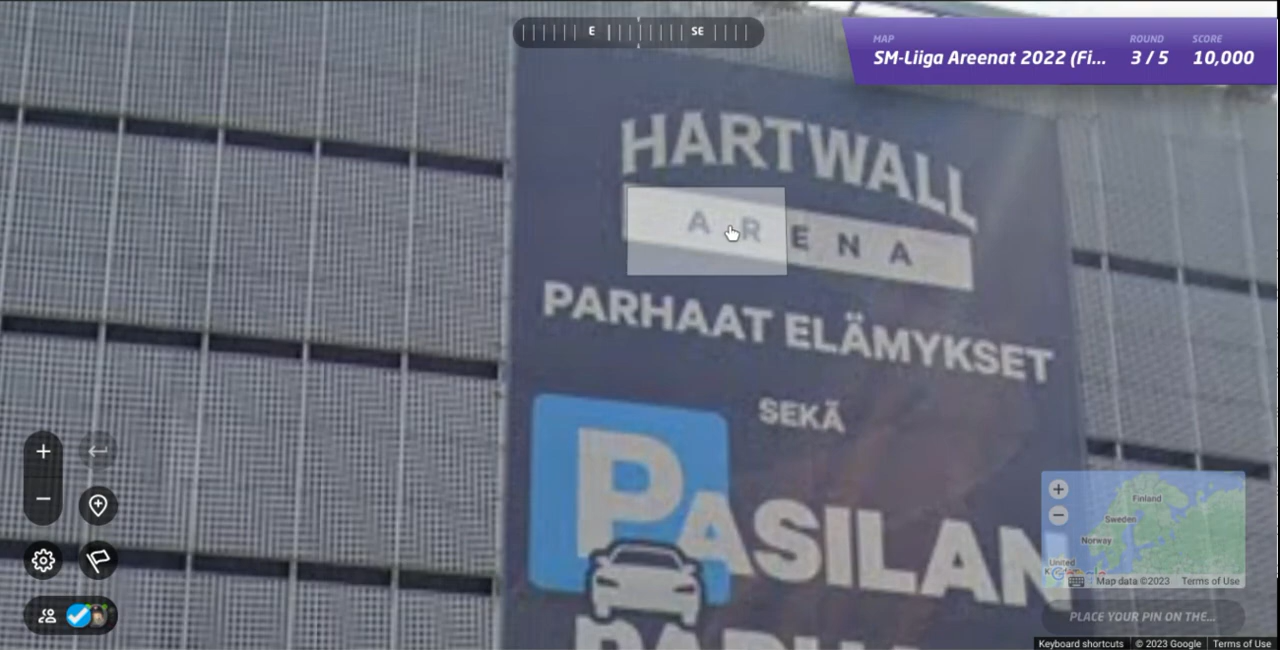 E
SE
MAP
SM-Liiga Areenat 2022 (Fi...
ROUND
3 / 5
SCORE
10,000
HARTWALL
ARENA
PARHAAT ELÄMYKSET
SEKÄ
PASILAN
Finland
Sweden
Norway
United
Map data ©2023
Terms of Use
PLACE YOUR PIN ON THE...
Keyboard shortcuts
© 2023 Google
Terms of Use